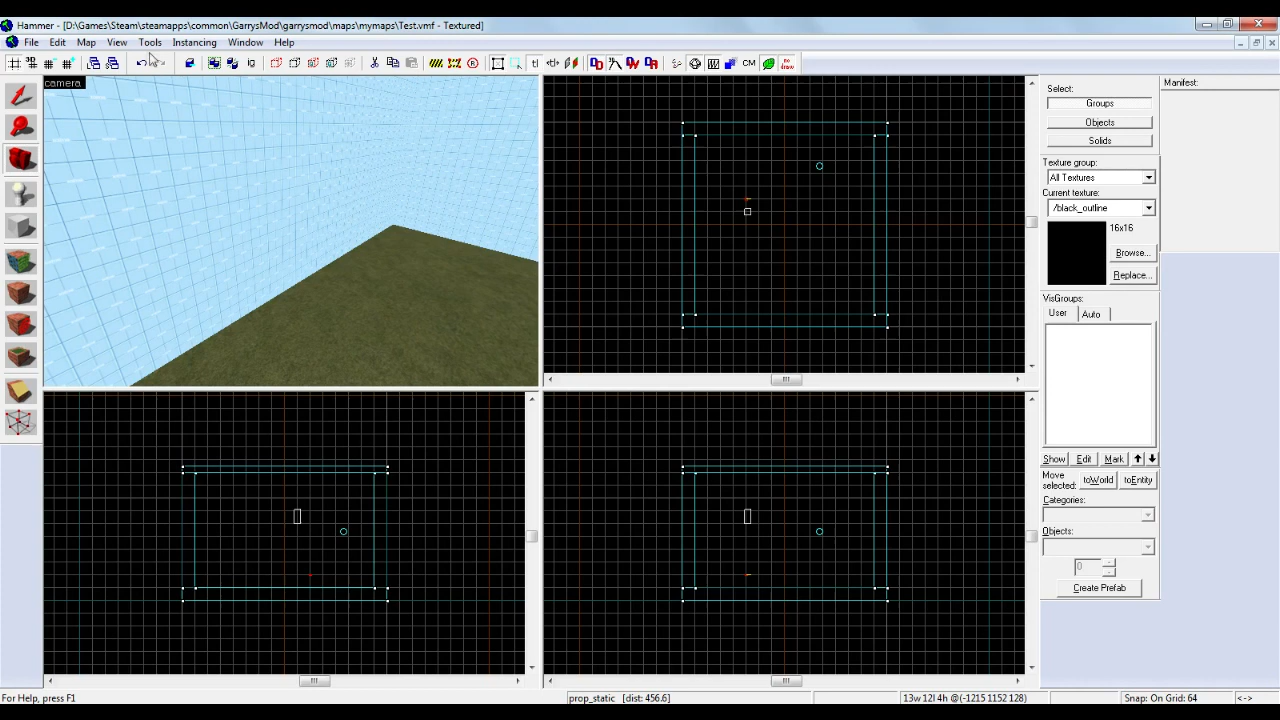 Hammer - [D:\Games\Steam\steamapps\common\GarrysMod\garrysmod\maps\mymaps\Test.vmf - Textured]
File Edit Map View Tools Instancing Window Help
CM
camera
Select:
Groups
Objects
Solids
Texture group:
All Textures
Current texture:
/black_outline
16x16
Browse...
Replace...
VisGroups:
User Auto
Show Edit Mark
Move selected: toWorld toEntity
Categories:
Objects:
0
Create Prefab
Manifest:
For Help, press F1
prop_static [dist: 456.6]
13w 12l 4h @(-1215 1152 128)
Snap: On Grid: 64
<->